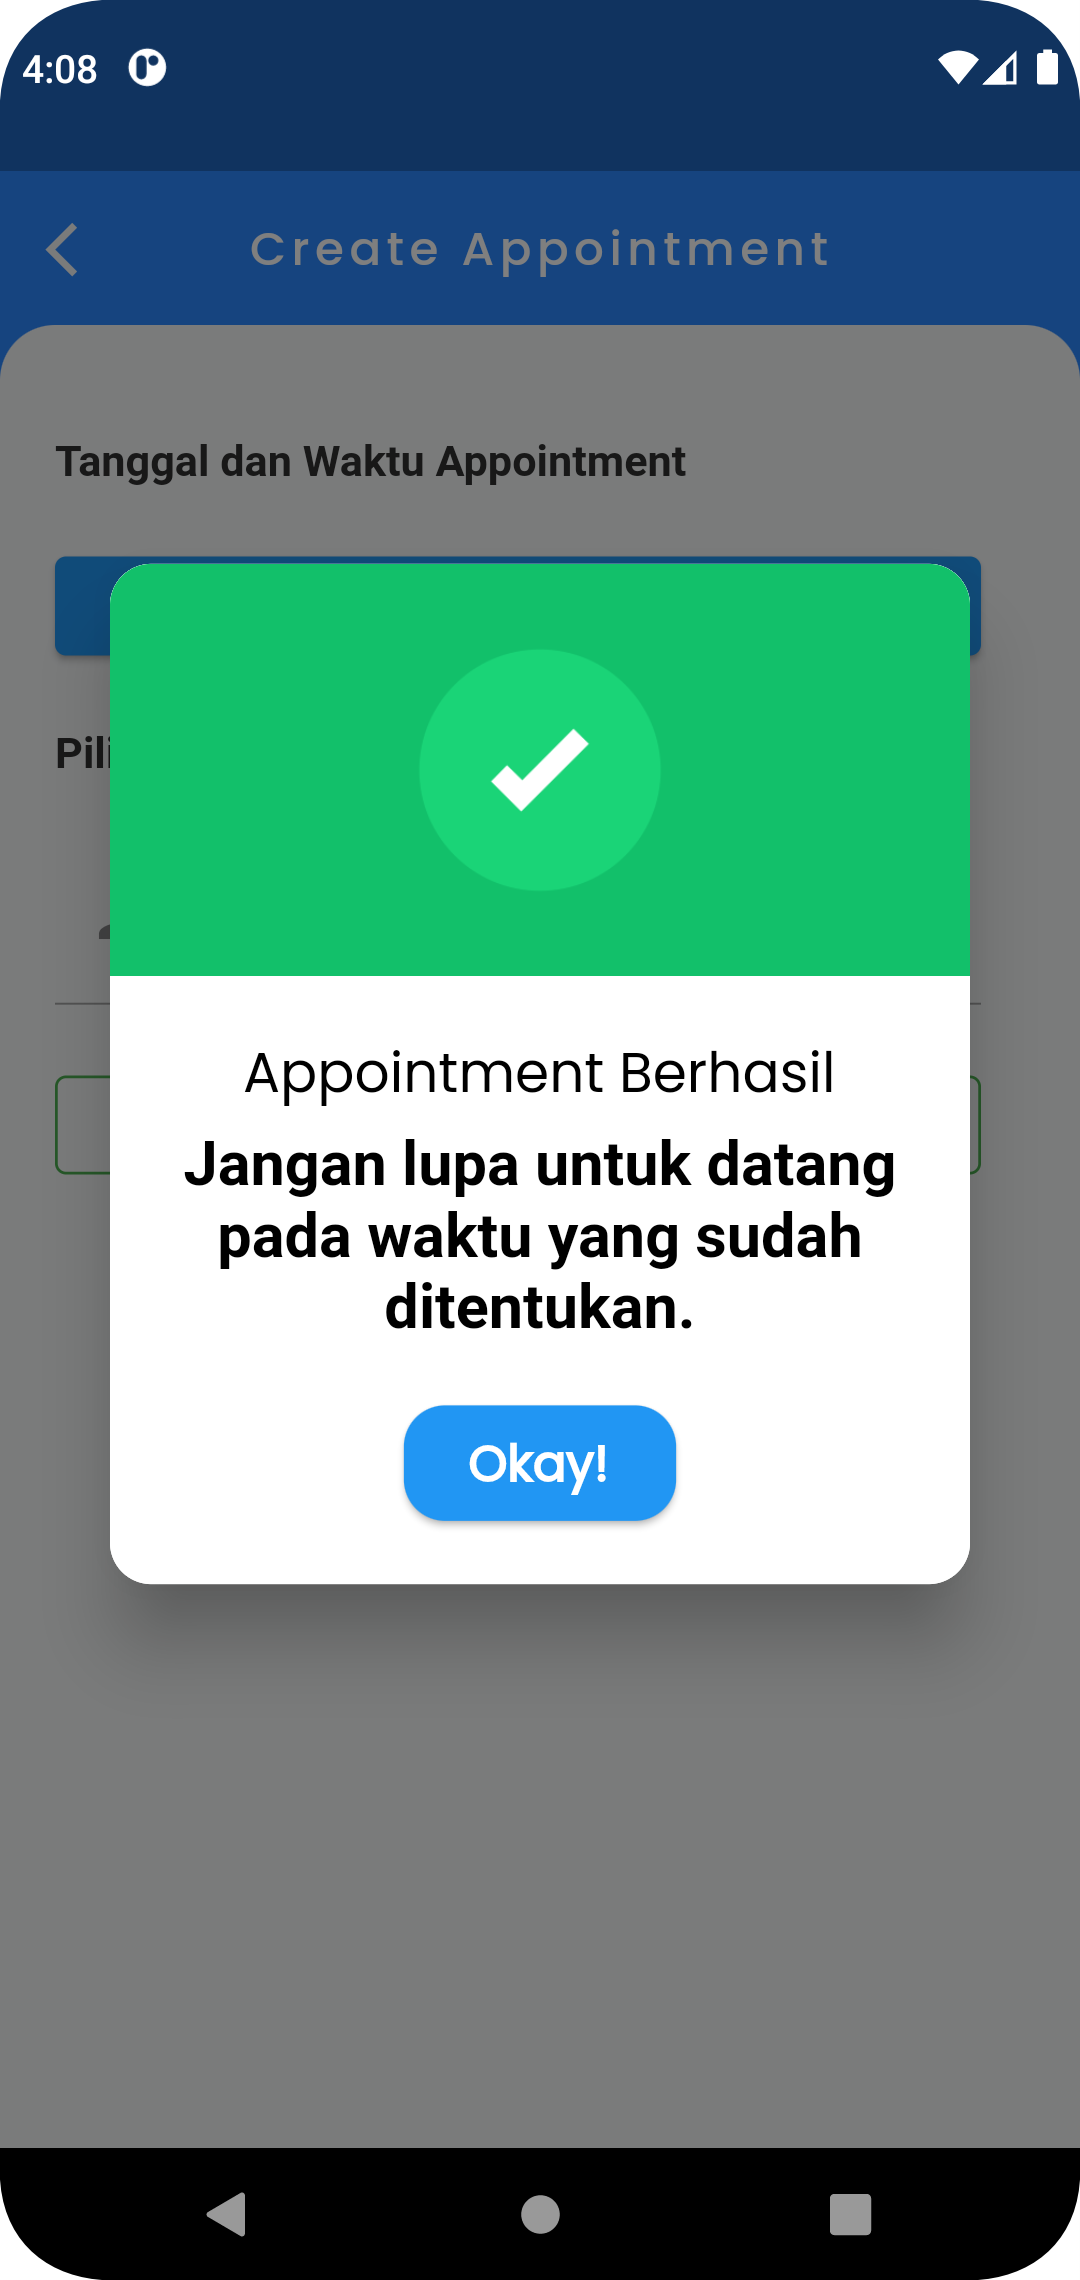 4:08
Create Appointment
Tanggal dan Waktu Appointment
Appointment Berhasil
Jangan lupa untuk datang
pada waktu yang sudah
ditentukan.
Okay!